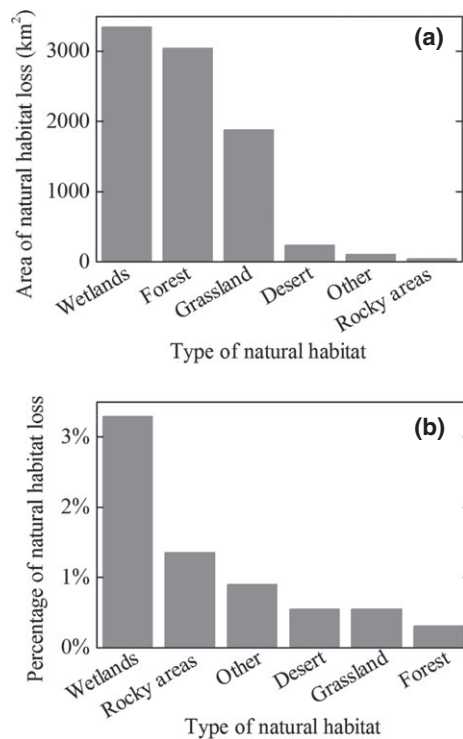 (a)
Area of natural habitat loss (km²)
3000
2000
1000
0
Wetlands
Forest
Grassland
Desert
Other
Rocky areas
Type of natural habitat
(b)
Percentage of natural habitat loss
3%
2%
1%
0%
Wetlands
Rocky areas
Other
Desert
Grassland
Forest
Type of natural habitat